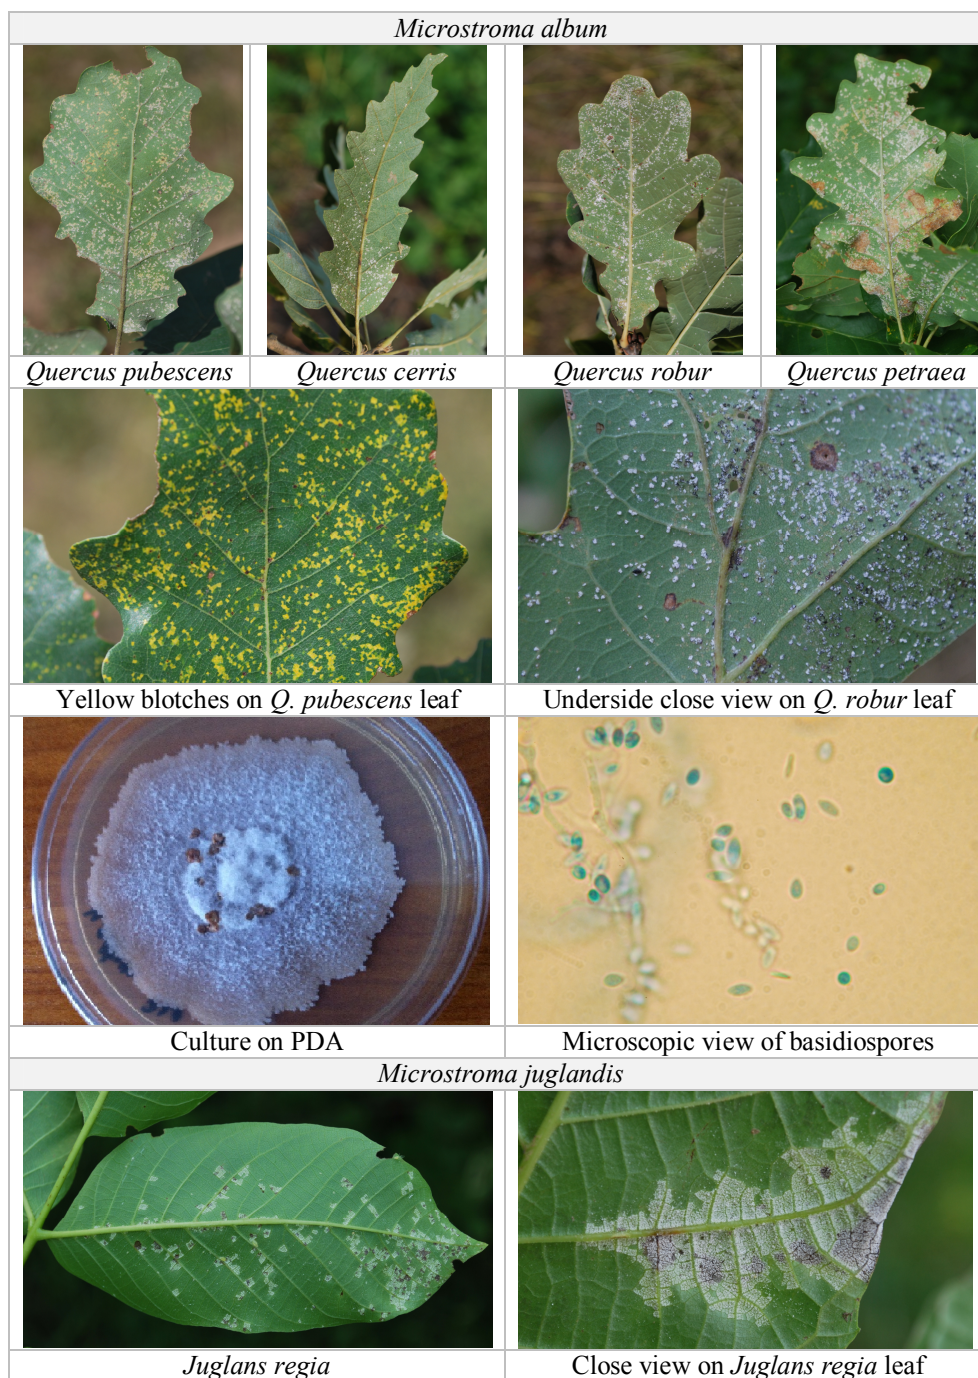 Microstroma album
Quercus pubescens
Quercus cerris
Quercus robur
Quercus petraea
Yellow blotches on Q. pubescens leaf
Underside close view on Q. robur leaf
Culture on PDA
Microscopic view of basidiospores
Microstroma juglandis
Juglans regia
Close view on Juglans regia leaf